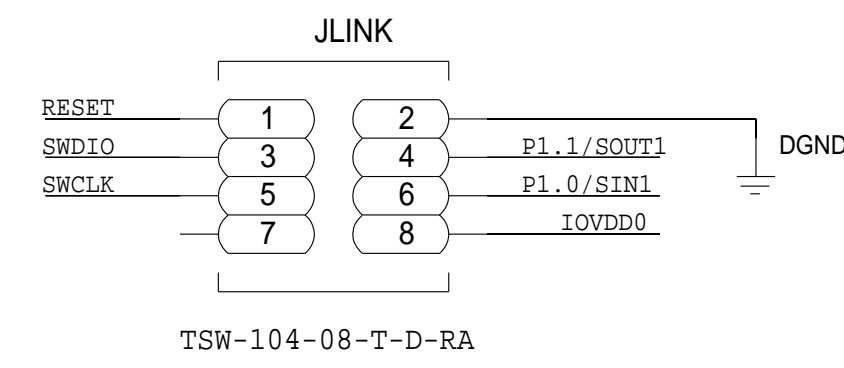 JLINK
RESET 1 2
SWDIO 3 4 P1.1/SOUT1 DGND
SWCLK 5 6 P1.0/SIN1
7 8 IOVDD0
TSW-104-08-T-D-RA